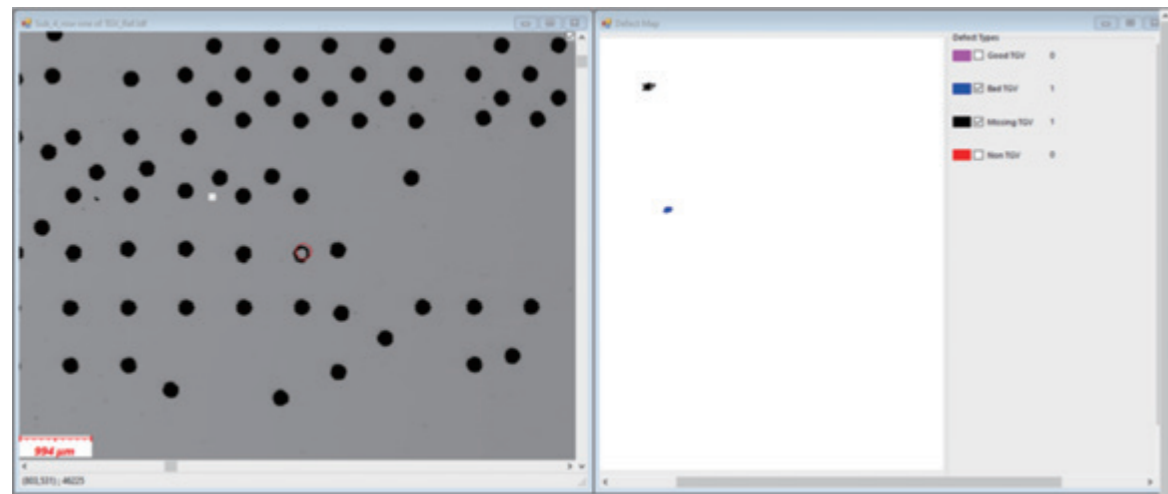 Defect Map
Defect Types
Good TGV 0
Bad TGV 1
Missing TGV 1
Non TGV 0
994 µm
(803,531) ; 46225